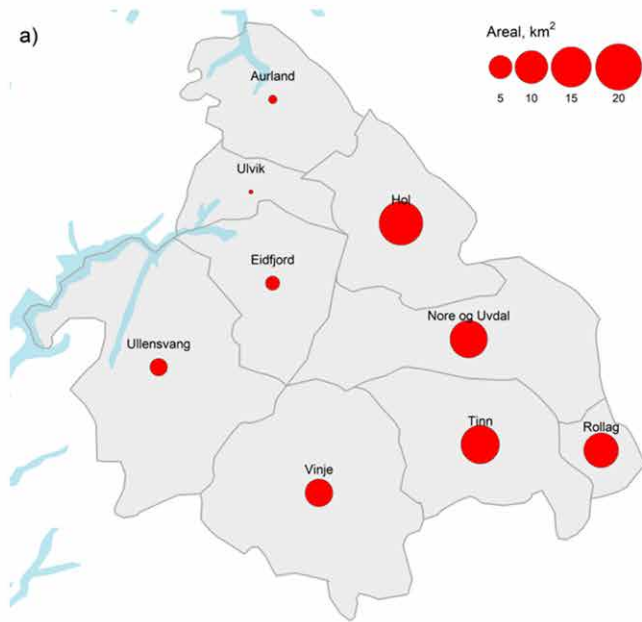 a)
Areal, km²
5 10 15 20
Aurland
Ulvik
Hol
Eidfjord
Nore og Uvdal
Ullensvang
Tinn
Rollag
Vinje